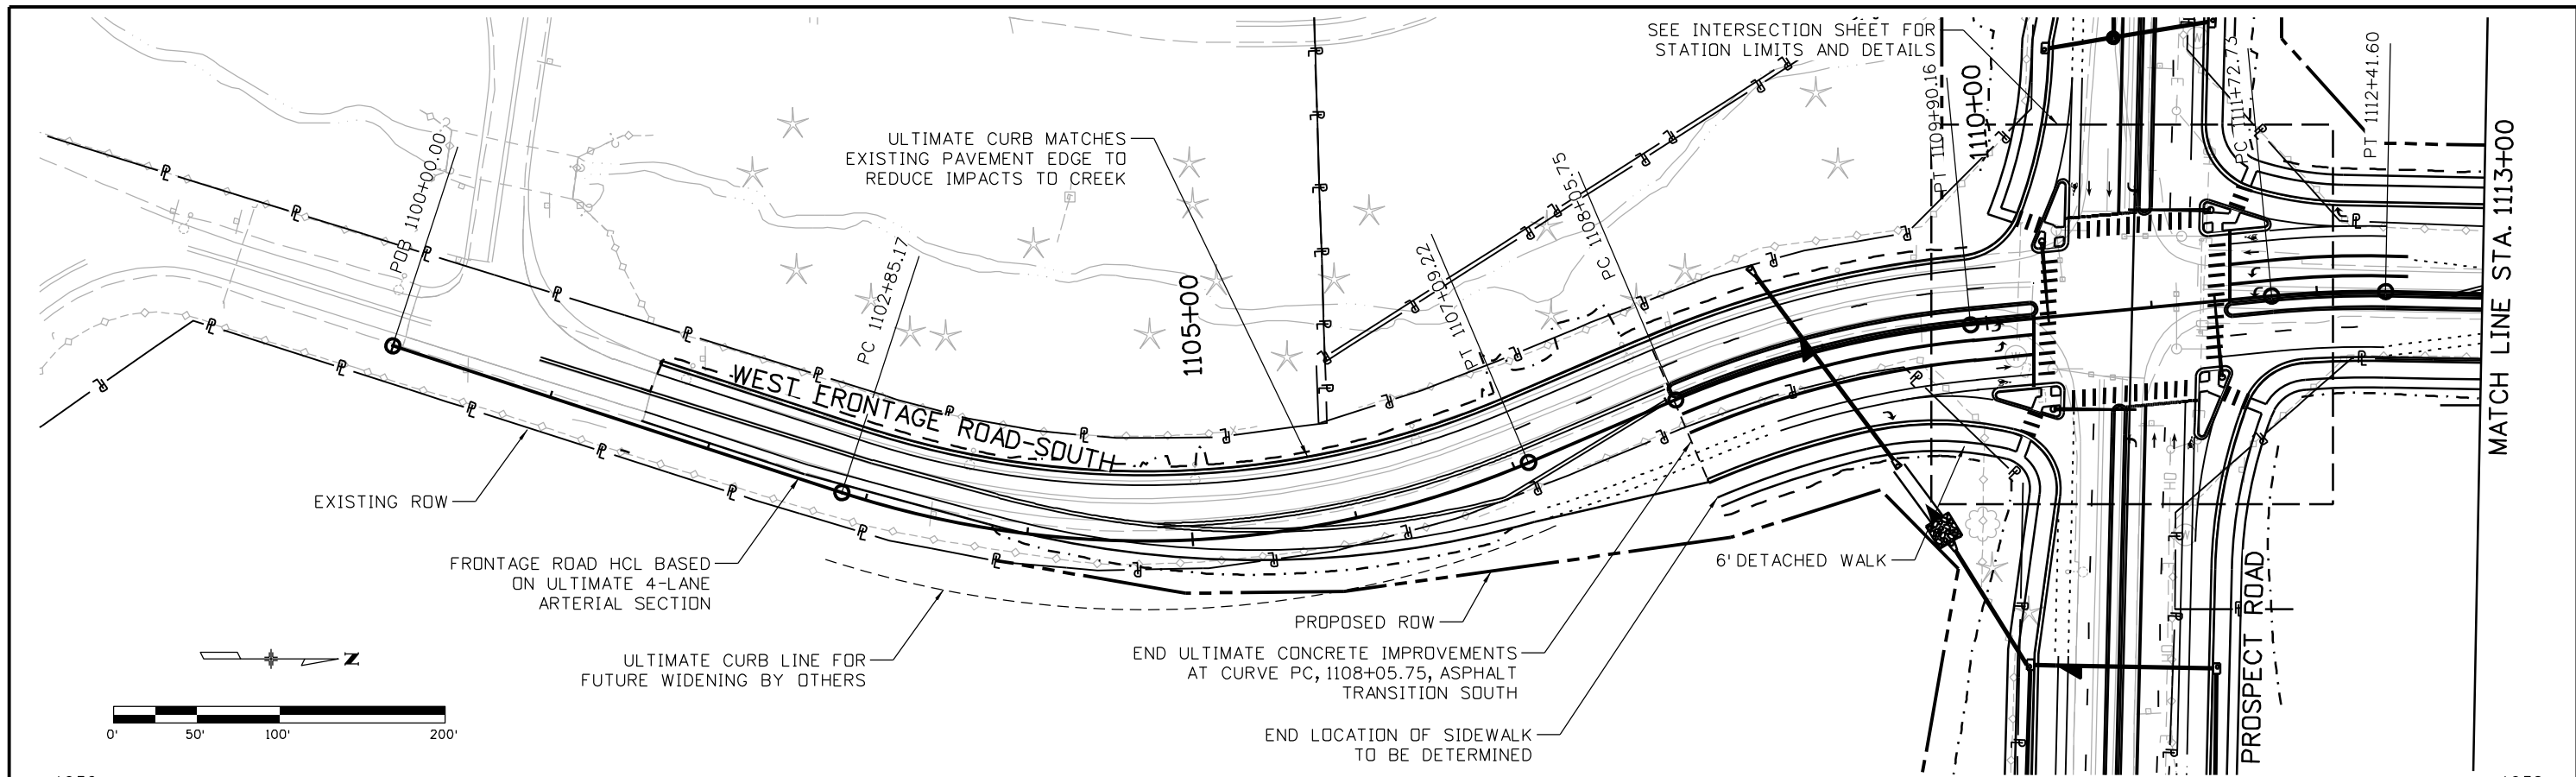 SEE INTERSECTION SHEET FOR
STATION LIMITS AND DETAILS
POB 1100+00.00
PC 1102+85.17
ULTIMATE CURB MATCHES
EXISTING PAVEMENT EDGE TO
REDUCE IMPACTS TO CREEK
1105+00
PT 1107+09.22
PC 1108+05.75
PT 1109+90.16
1110+00
PC 1111+72.73
PT 1112+41.60
MATCH LINE STA. 1113+00
WEST FRONTAGE ROAD-SOUTH
EXISTING ROW
FRONTAGE ROAD HCL BASED
ON ULTIMATE 4-LANE
ARTERIAL SECTION
ULTIMATE CURB LINE FOR
FUTURE WIDENING BY OTHERS
PROPOSED ROW
END ULTIMATE CONCRETE IMPROVEMENTS
AT CURVE PC, 1108+05.75, ASPHALT
TRANSITION SOUTH
END LOCATION OF SIDEWALK
TO BE DETERMINED
6' DETACHED WALK
PROSPECT ROAD
N
0' 50' 100' 200'